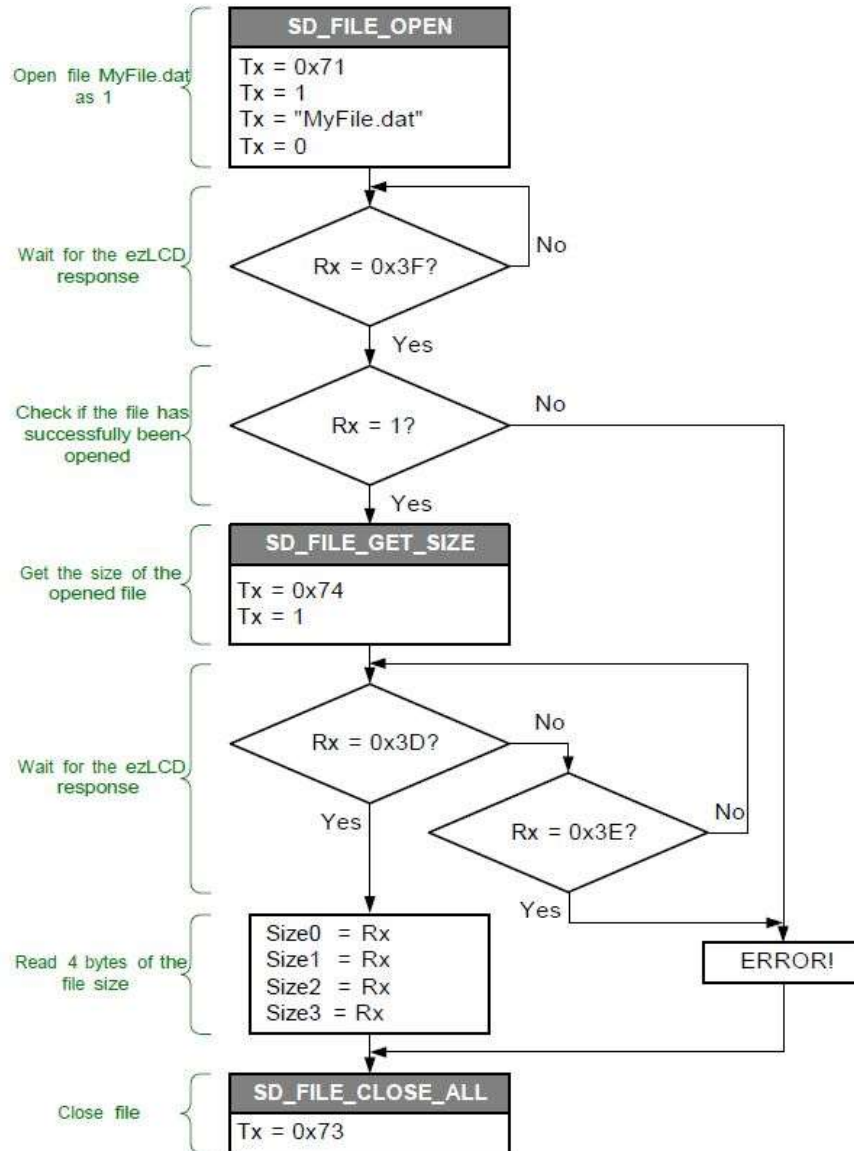 SD_FILE_OPEN
Open file MyFile.dat
as 1
Tx = 0x71
Tx = 1
Tx = "MyFile.dat"
Tx = 0
Wait for the ezLCD
response
Rx = 0x3F?
No
Yes
Check if the file has
successfully been
opened
Rx = 1?
No
Yes
SD_FILE_GET_SIZE
Get the size of the
opened file
Tx = 0x74
Tx = 1
Wait for the ezLCD
response
Rx = 0x3D?
No
Yes
Rx = 0x3E?
No
Yes
Read 4 bytes of the
file size
Size0 = Rx
Size1 = Rx
Size2 = Rx
Size3 = Rx
ERROR!
SD_FILE_CLOSE_ALL
Close file
Tx = 0x73